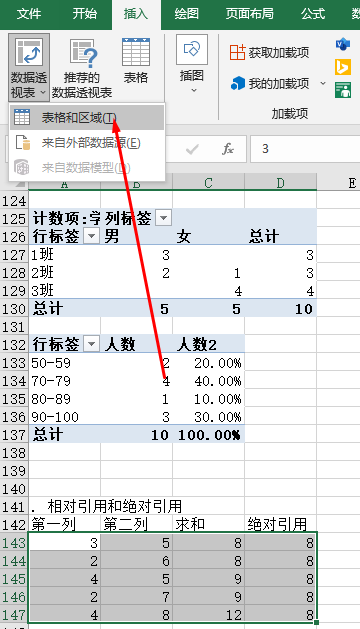 文件 开始 插入 绘图 页面布局 公式
数据透视表 推荐的数据透视表 表格 插图 获取加载项
我的加载项
加载项
表格和区域(T)
来自外部数据源(E)
来自数据模型(D)
fx 3
A B C D E
124
125 计数项:学 列标签
126 行标签 男 女 总计
127 1班 3 3
128 2班 2 1 3
129 3班 4 4
130 总计 5 5 10
131
132 行标签 人数 人数2
133 50-59 2 20.00%
134 70-79 4 40.00%
135 80-89 1 10.00%
136 90-100 3 30.00%
137 总计 10 100.00%
138
139
140
141 . 相对引用和绝对引用
142 第一列 第二列 求和 绝对引用
143 3 5 8 8
144 2 6 8 8
145 4 5 9 8
146 2 7 9 8
147 4 8 12 8